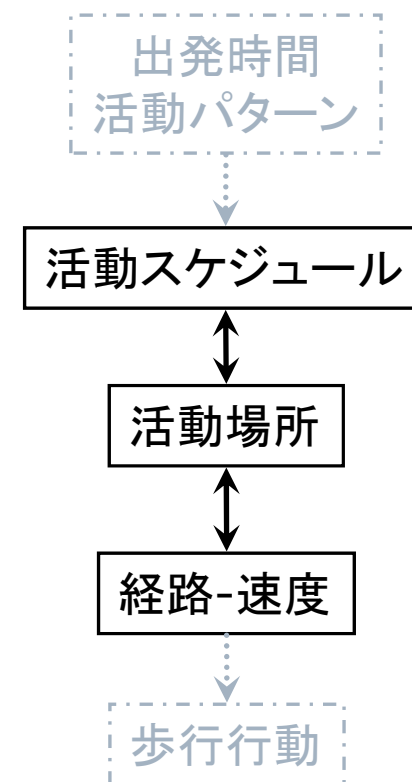 出発時間
活動パターン
活動スケジュール
活動場所
経路-速度
歩行行動